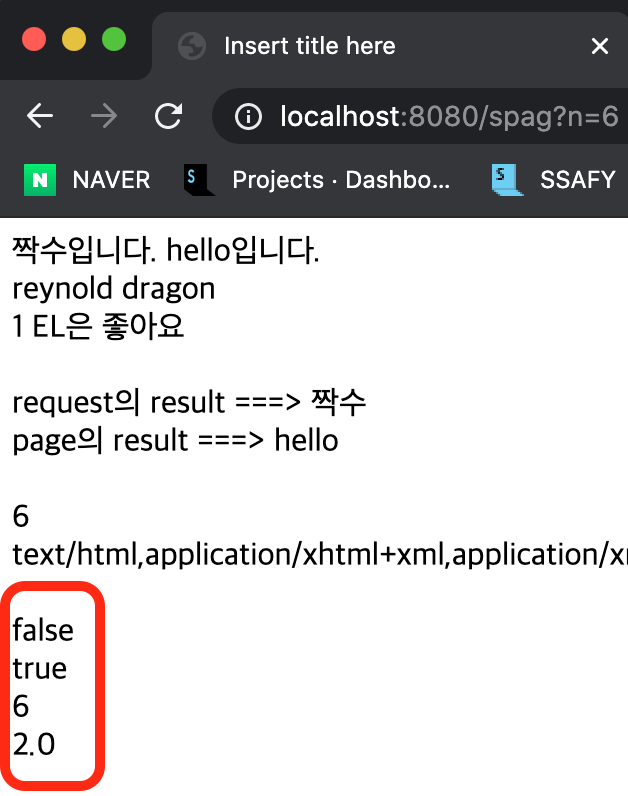 Insert title here
localhost:8080/spag?n=6
N NAVER S Projects · Dashbo... S SSAFY
짝수입니다. hello입니다.
reynold dragon
1 EL은 좋아요
request의 result ===> 짝수
page의 result ===> hello
6
text/html,application/xhtml+xml,application/x
false
true
6
2.0